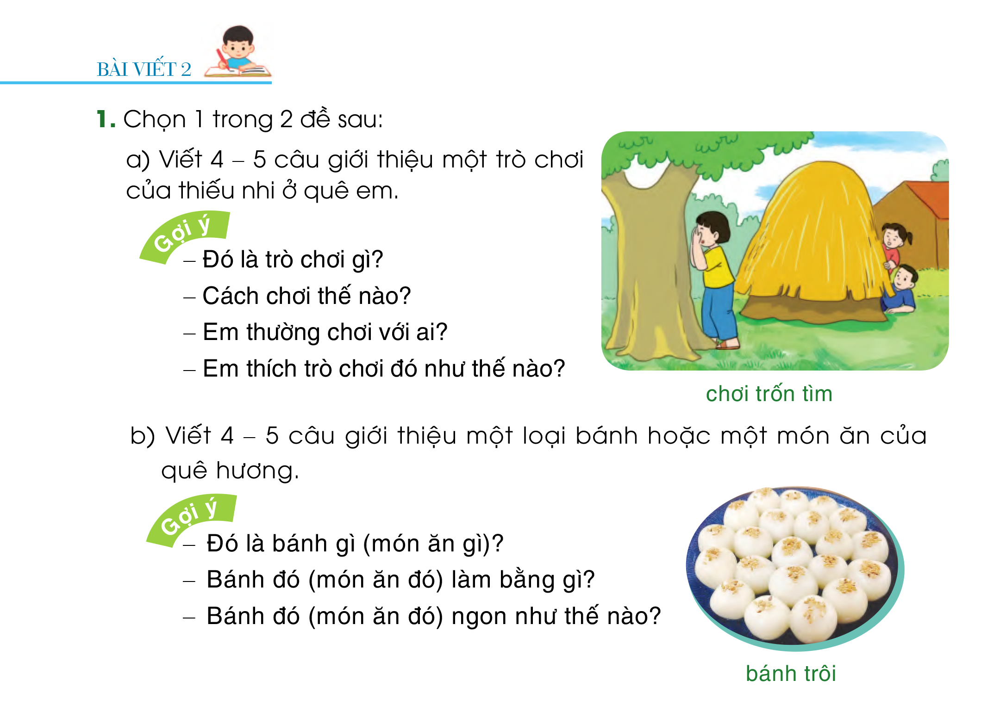 BÀI VIẾT 2
1. Chọn 1 trong 2 đề sau:
a) Viết 4 – 5 câu giới thiệu một trò chơi
của thiếu nhi ở quê em.
Gợi ý
– Đó là trò chơi gì?
– Cách chơi thế nào?
– Em thường chơi với ai?
– Em thích trò chơi đó như thế nào?
chơi trốn tìm
b) Viết 4 – 5 câu giới thiệu một loại bánh hoặc một món ăn của
quê hương.
Gợi ý
– Đó là bánh gì (món ăn gì)?
– Bánh đó (món ăn đó) làm bằng gì?
– Bánh đó (món ăn đó) ngon như thế nào?
bánh trôi